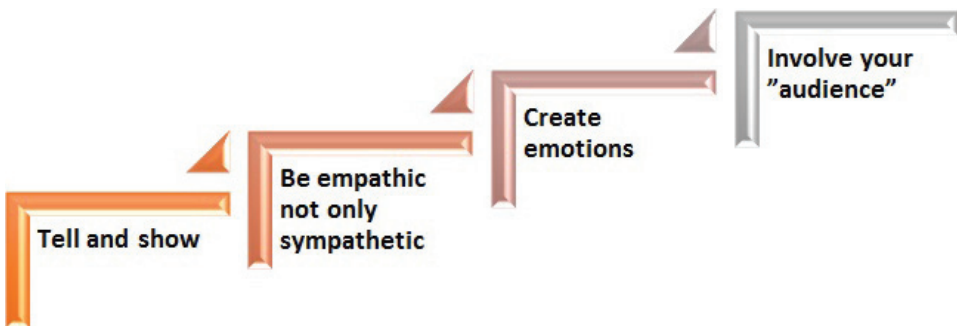 Tell and show
Be empathic
not only
sympathetic
Create
emotions
Involve your
”audience”